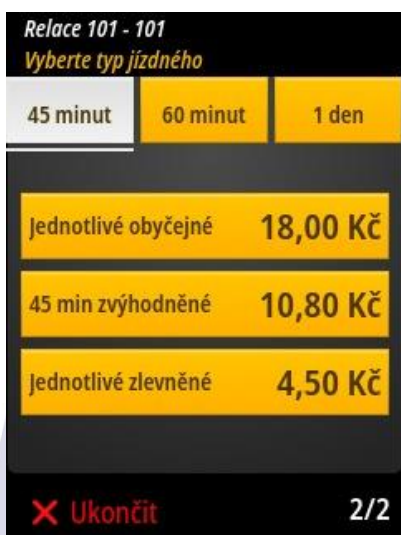 Relace 101 - 101
Vyberte typ jízdného
45 minut 60 minut 1 den
Jednotlivé obyčejné 18,00 Kč
45 min zvýhodněné 10,80 Kč
Jednotlivé zlevněné 4,50 Kč
Ukončit 2/2